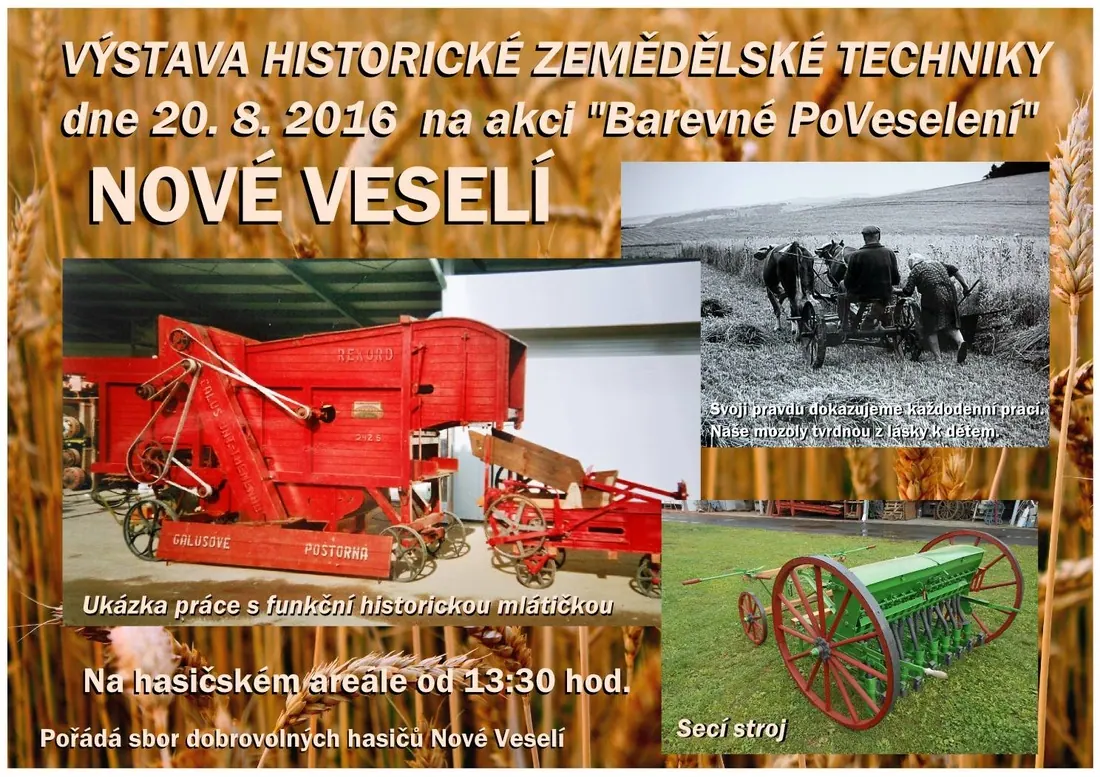 VÝSTAVA HISTORICKÉ ZEMĚDĚLSKÉ TECHNIKY
dne 20. 8. 2016 na akci "Barevné PoVeselení"
NOVÉ VESELÍ
Svoji pravdu dokazujeme každodenní prací.
Naše mozoly tvrdnou z lásky k dětem.
REKORD
GALUSOVÉ POŠTORNÁ
Ukázka práce s funkční historickou mlátičkou
Secí stroj
Na hasičském areále od 13:30 hod.
Pořádá sbor dobrovolných hasičů Nové Veselí